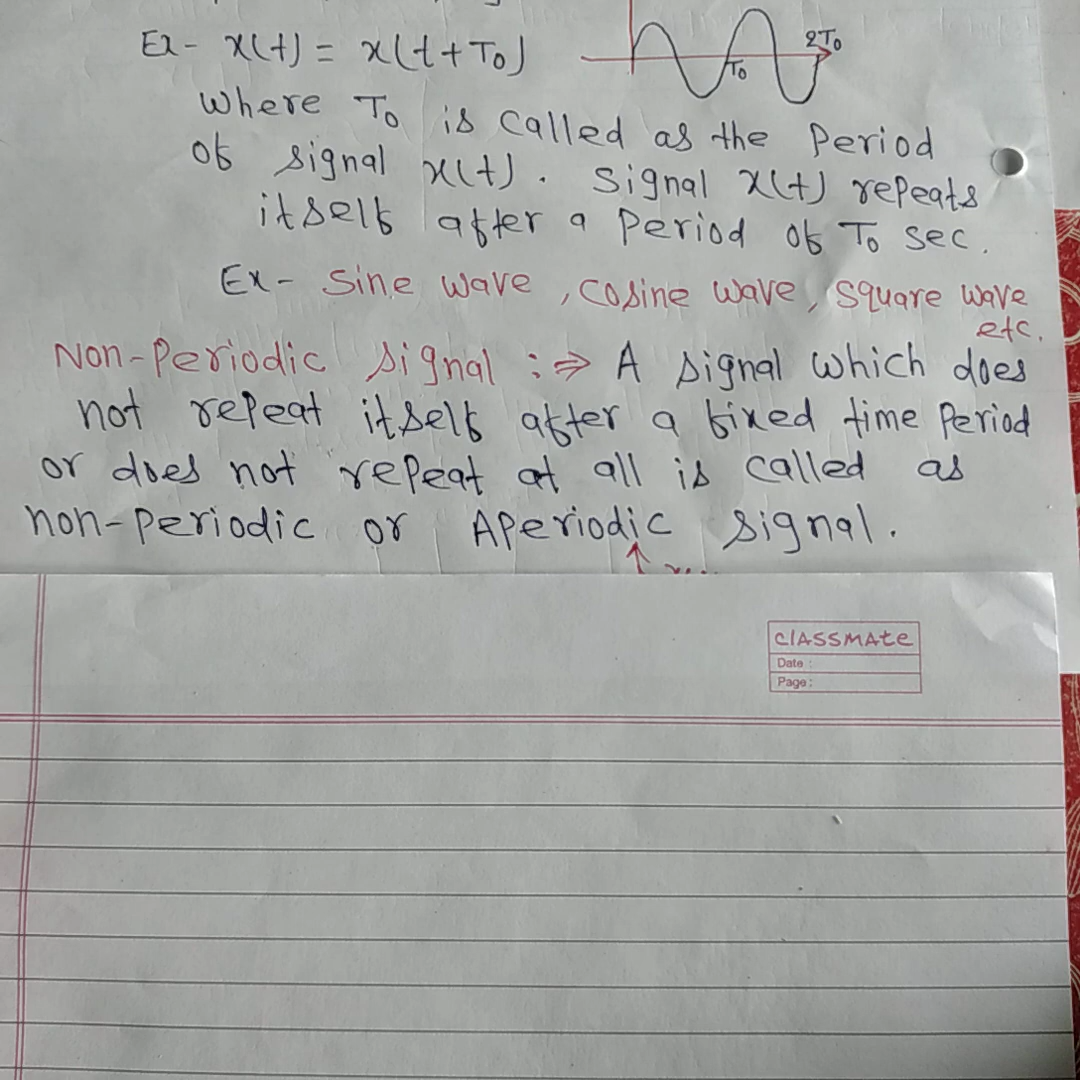 Ex- x(t) = x(t+T₀)
T₀
2T₀
where T₀ is called as the Period
of signal x(t). Signal x(t) repeats
itself after a Period of T₀ sec.
Ex- Sine wave, Cosine wave, Square wave
etc.
Non-Periodic signal :⇒ A signal which does
not repeat itself after a fixed time Period
or does not repeat at all is called as
non-periodic or APeriodic signal.
↑
classmate
Date :
Page :